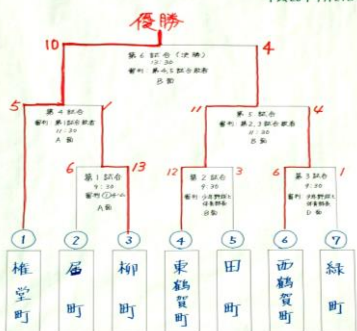 優勝
10
4
第6試合(決勝)
13:30
審判:第4,5試合敗者
B面
5
1
第4試合
審判:第1試合敗者
11:30
A面
11
4
第5試合
審判:第2,3試合敗者
11:30
B面
6
13
第1試合
9:30
A面
12
3
第2試合
9:30
B面
6
1
第3試合
9:30
① ② ③ ④ ⑤ ⑥ ⑦
権堂町
居町
柳町
東鶴賀町
田町
西鶴賀町
緑町